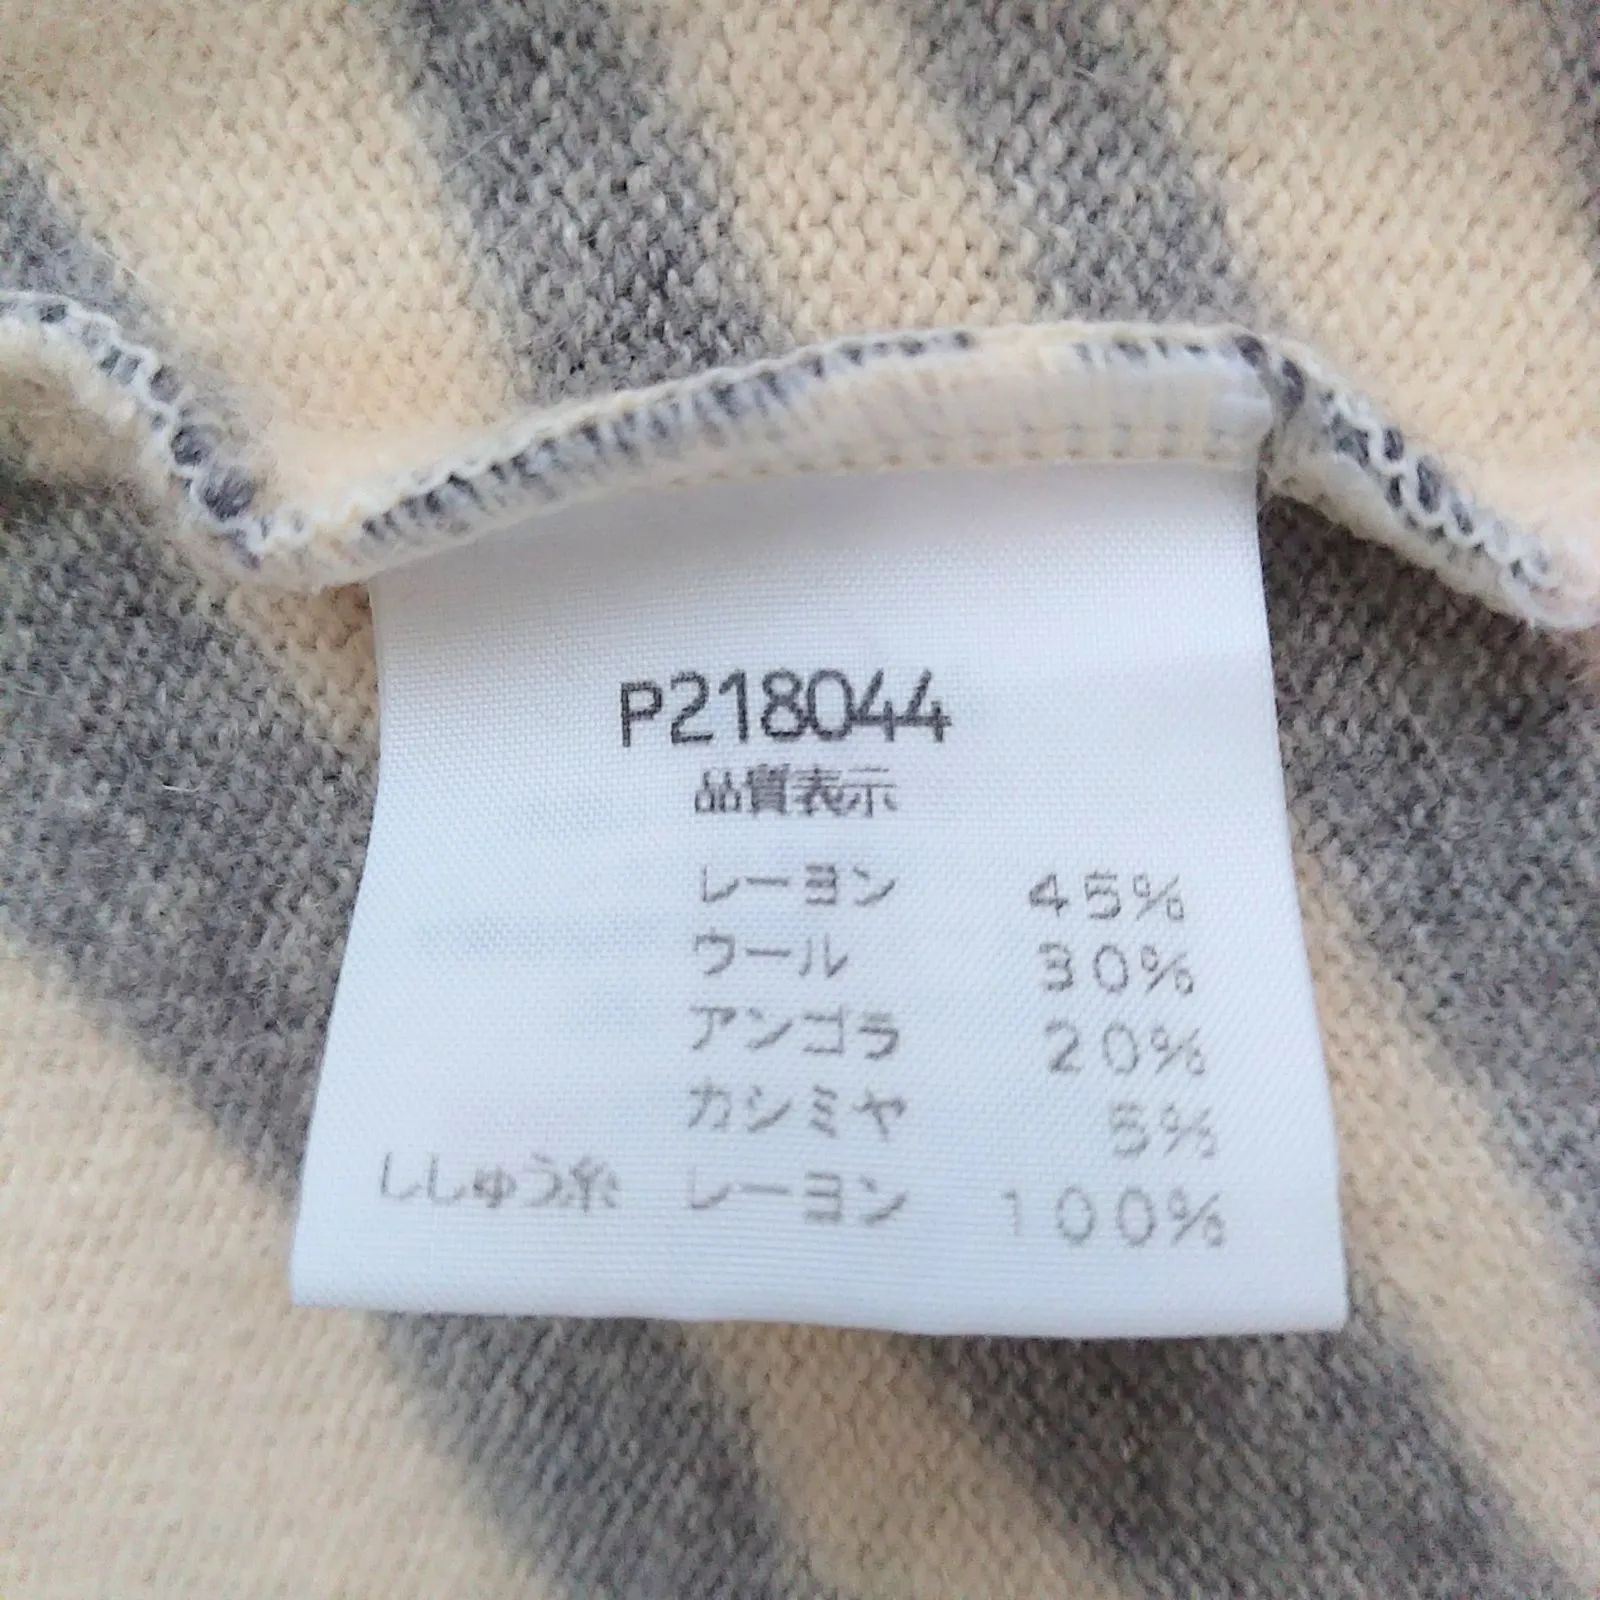 P218044
品質表示
レーヨン 45%
ウール 30%
アンゴラ 20%
カシミヤ 5%
ししゅう糸 レーヨン 100%